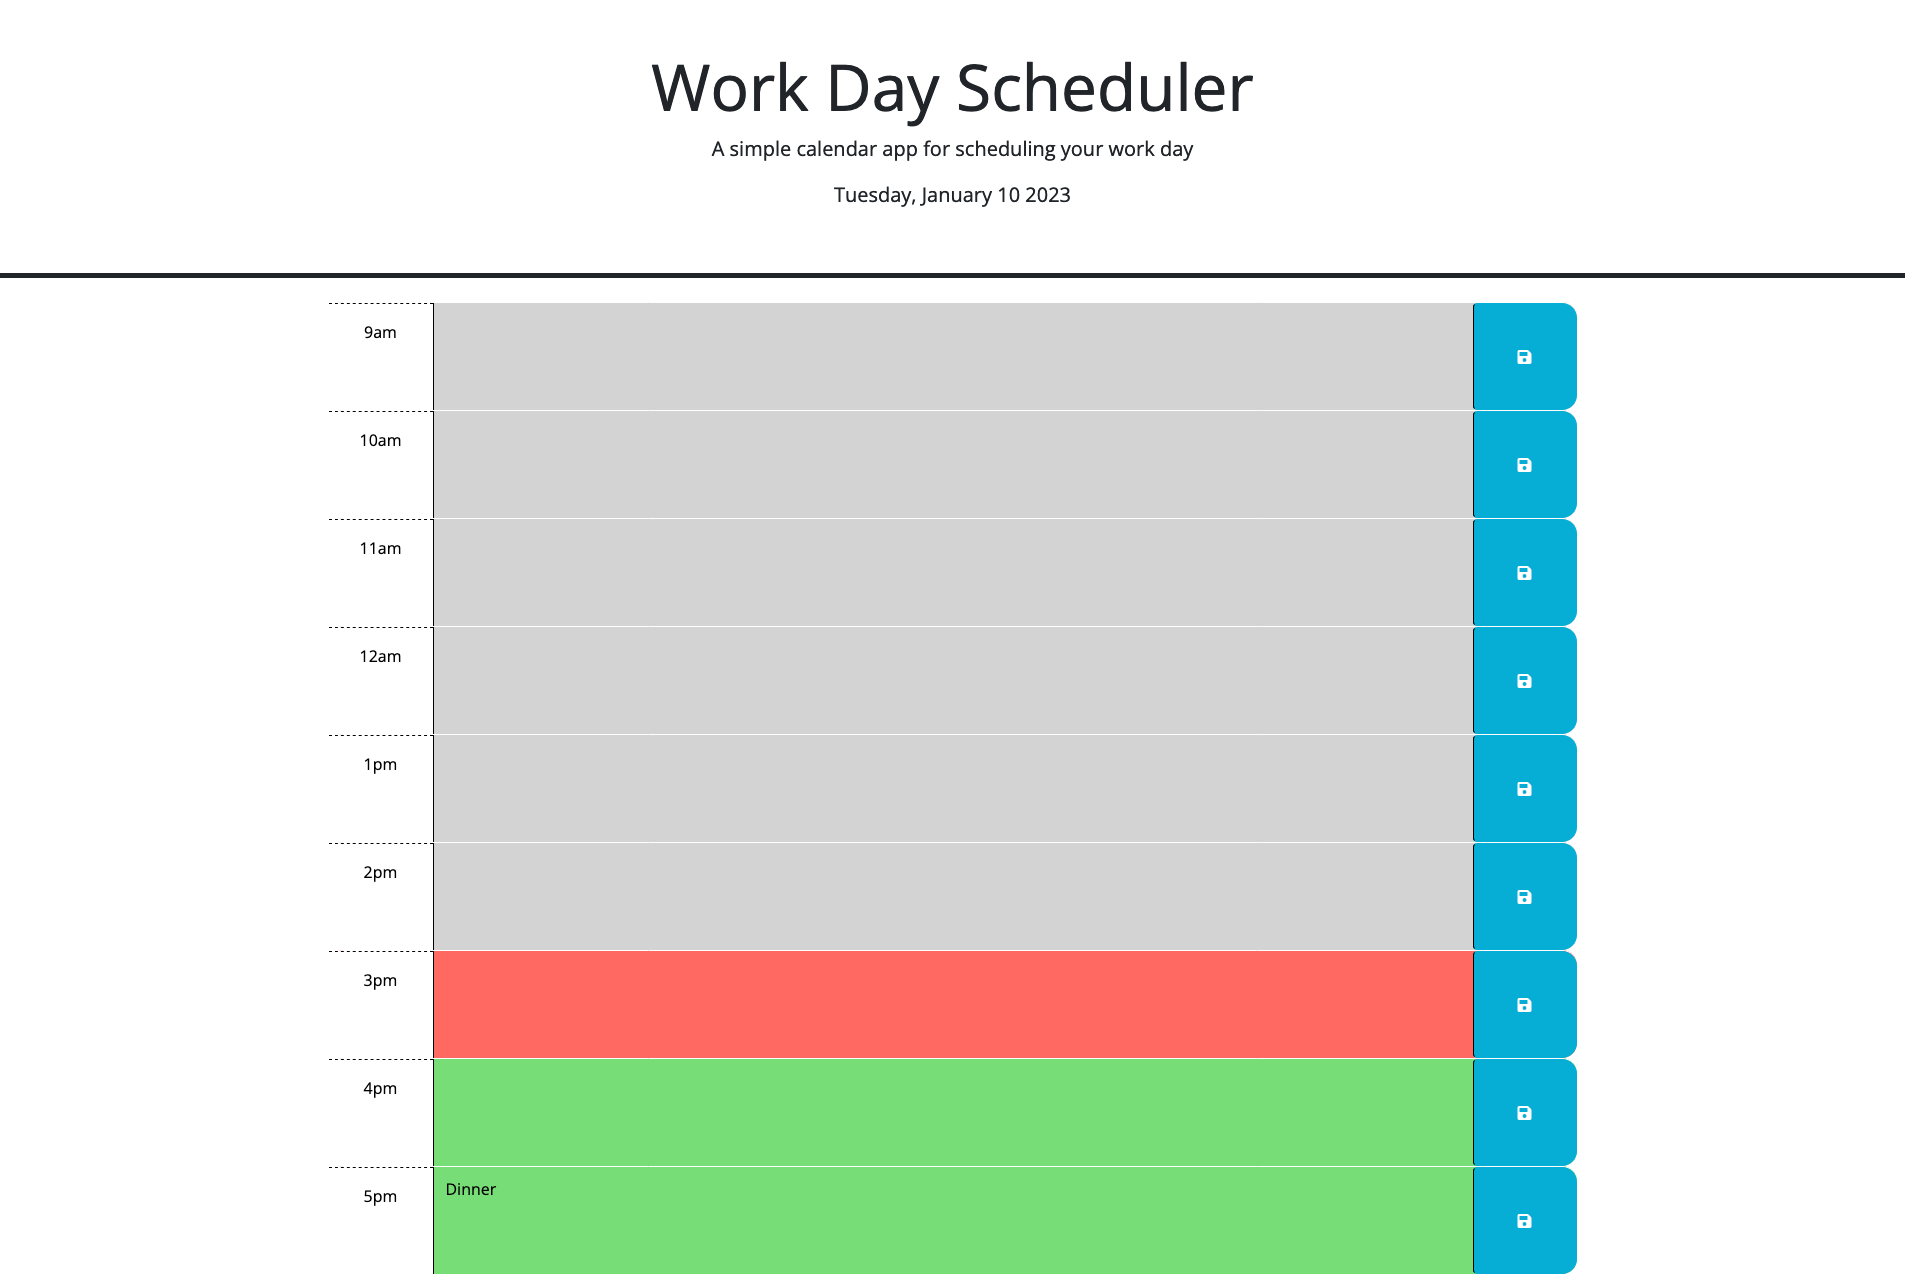 Work Day Scheduler
A simple calendar app for scheduling your work day
Tuesday, January 10 2023
9am
10am
11am
12am
1pm
2pm
3pm
4pm
5pm
Dinner